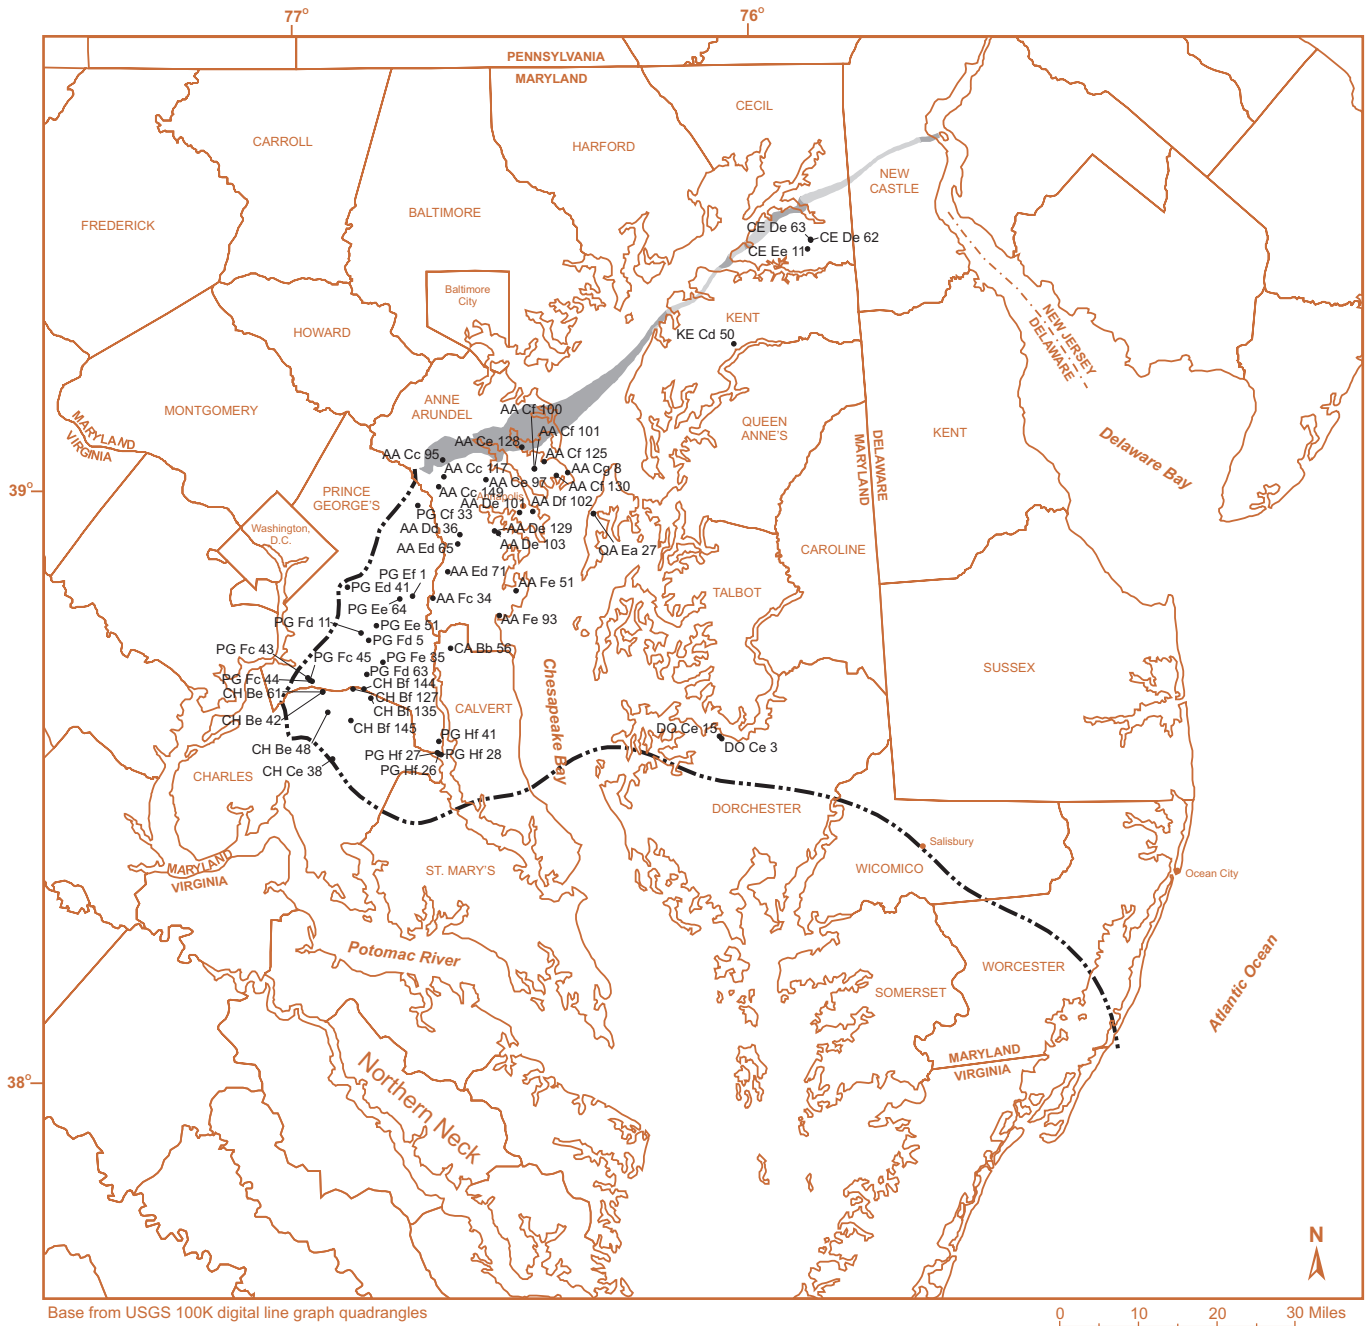 77°
76°
PENNSYLVANIA
MARYLAND
CECIL
CARROLL
HARFORD
NEW
CASTLE
BALTIMORE
FREDERICK
CE De 63
CE De 62
CE Ee 11
Baltimore
City
HOWARD
KENT
KE Cd 50
NEW JERSEY
DELAWARE
MONTGOMERY
ANNE
ARUNDEL
AA Cf 100
MARYLAND
VIRGINIA
QUEEN
ANNE'S
KENT
AA Cf 101
AA Ce 128
Delaware Bay
AA Cc 95
AA Cf 125
AA Cc 117
AA Cg 8
DELAWARE
MARYLAND
39°
AA Ce 97
AA Cf 130
AA Cc 149
PRINCE
GEORGE'S
AA De 101
AA Df 102
PG Cf 33
Washington,
D.C.
AA Dd 36
AA De 129
AA De 103
AA Ed 65
QA Ea 27
CAROLINE
AA Ed 71
PG Ef 1
PG Ed 41
AA Fe 51
TALBOT
AA Fc 34
PG Ee 64
PG Fd 11
PG Ee 51
AA Fe 93
PG Fd 5
PG Fc 43
CA Bb 56
PG Fc 45
PG Fe 35
SUSSEX
PG Fd 63
PG Fc 44
CH Bf 144
CH Be 61
CH Bf 127
CH Bf 135
CALVERT
Chesapeake Bay
CH Be 42
CH Bf 145
DO Ce 15
PG Hf 41
CH Be 48
DO Ce 3
PG Hf 27
PG Hf 28
CH Ce 38
PG Hf 26
CHARLES
DORCHESTER
Salisbury
MARYLAND
VIRGINIA
ST. MARY'S
WICOMICO
Ocean City
Potomac River
WORCESTER
Atlantic Ocean
SOMERSET
MARYLAND
VIRGINIA
38°
Northern Neck
N
Base from USGS 100K digital line graph quadrangles
0 10 20 30 Miles